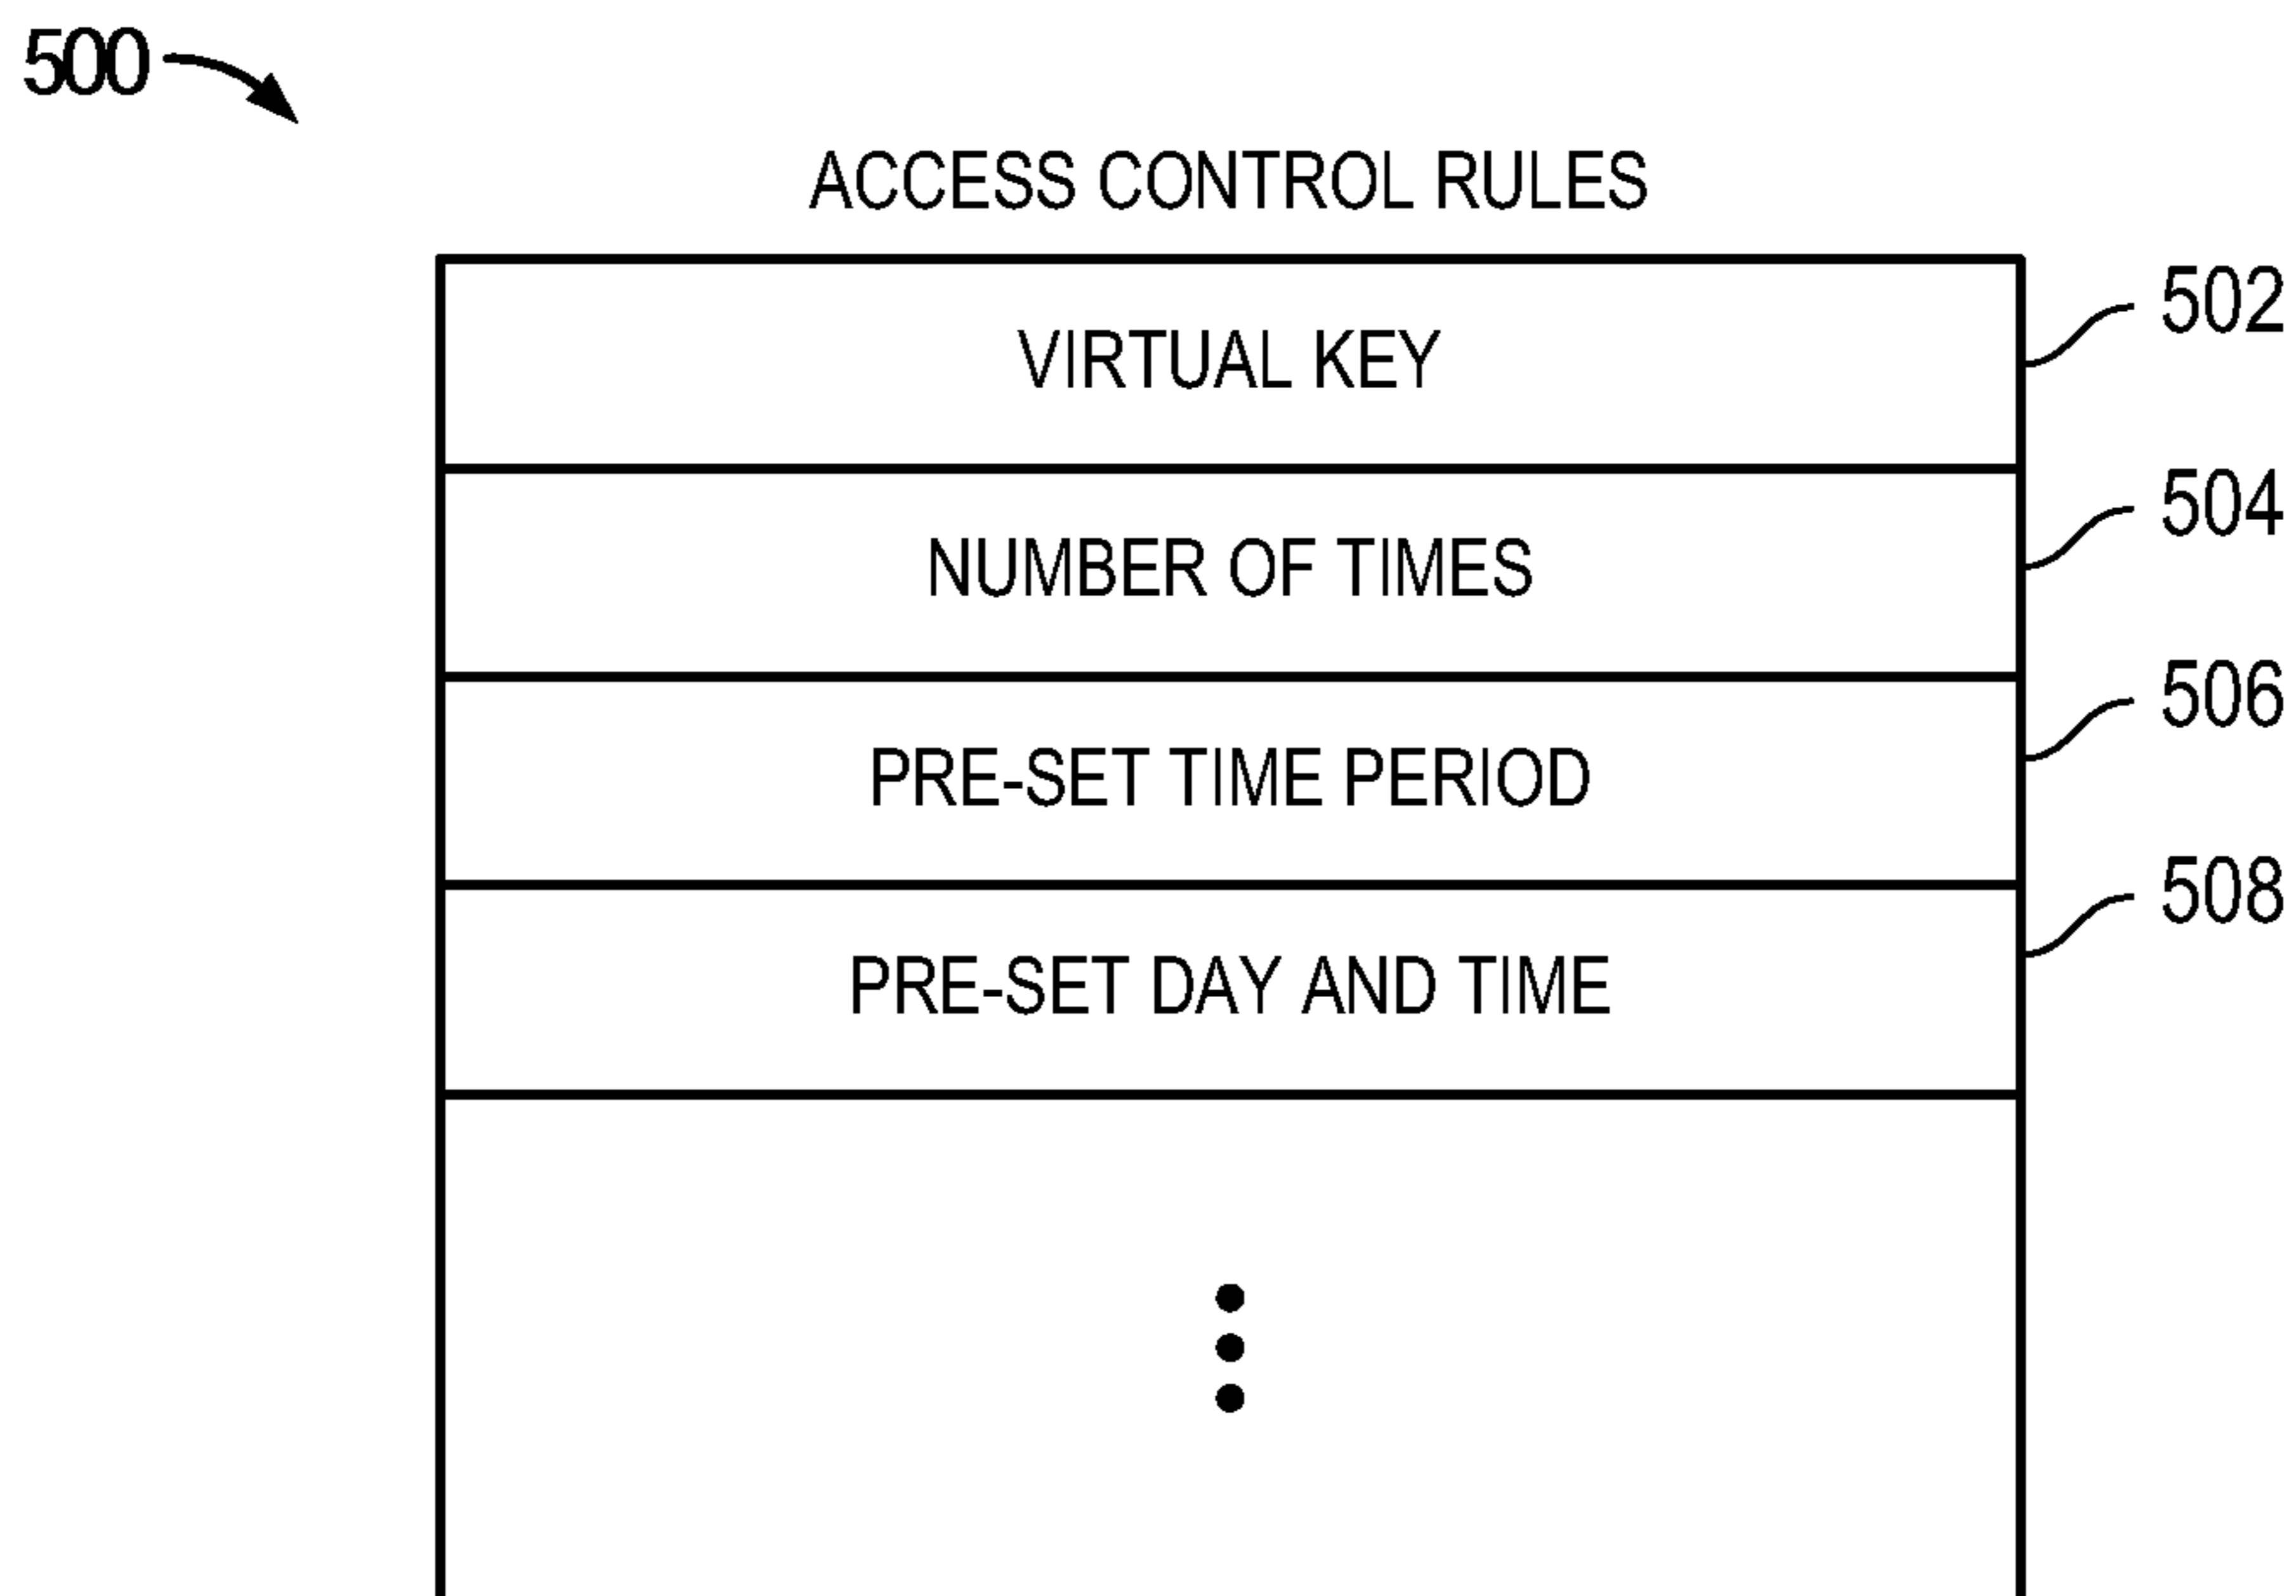 500
ACCESS CONTROL RULES
VIRTUAL KEY
502
NUMBER OF TIMES
504
PRE-SET TIME PERIOD
506
PRE-SET DAY AND TIME
508